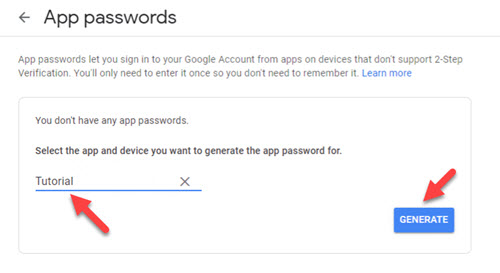 App passwords
App passwords let you sign in to your Google Account from apps on devices that don't support 2-Step
Verification. You'll only need to enter it once so you don't need to remember it. Learn more
You don't have any app passwords.
Select the app and device you want to generate the app password for.
Tutorial
GENERATE